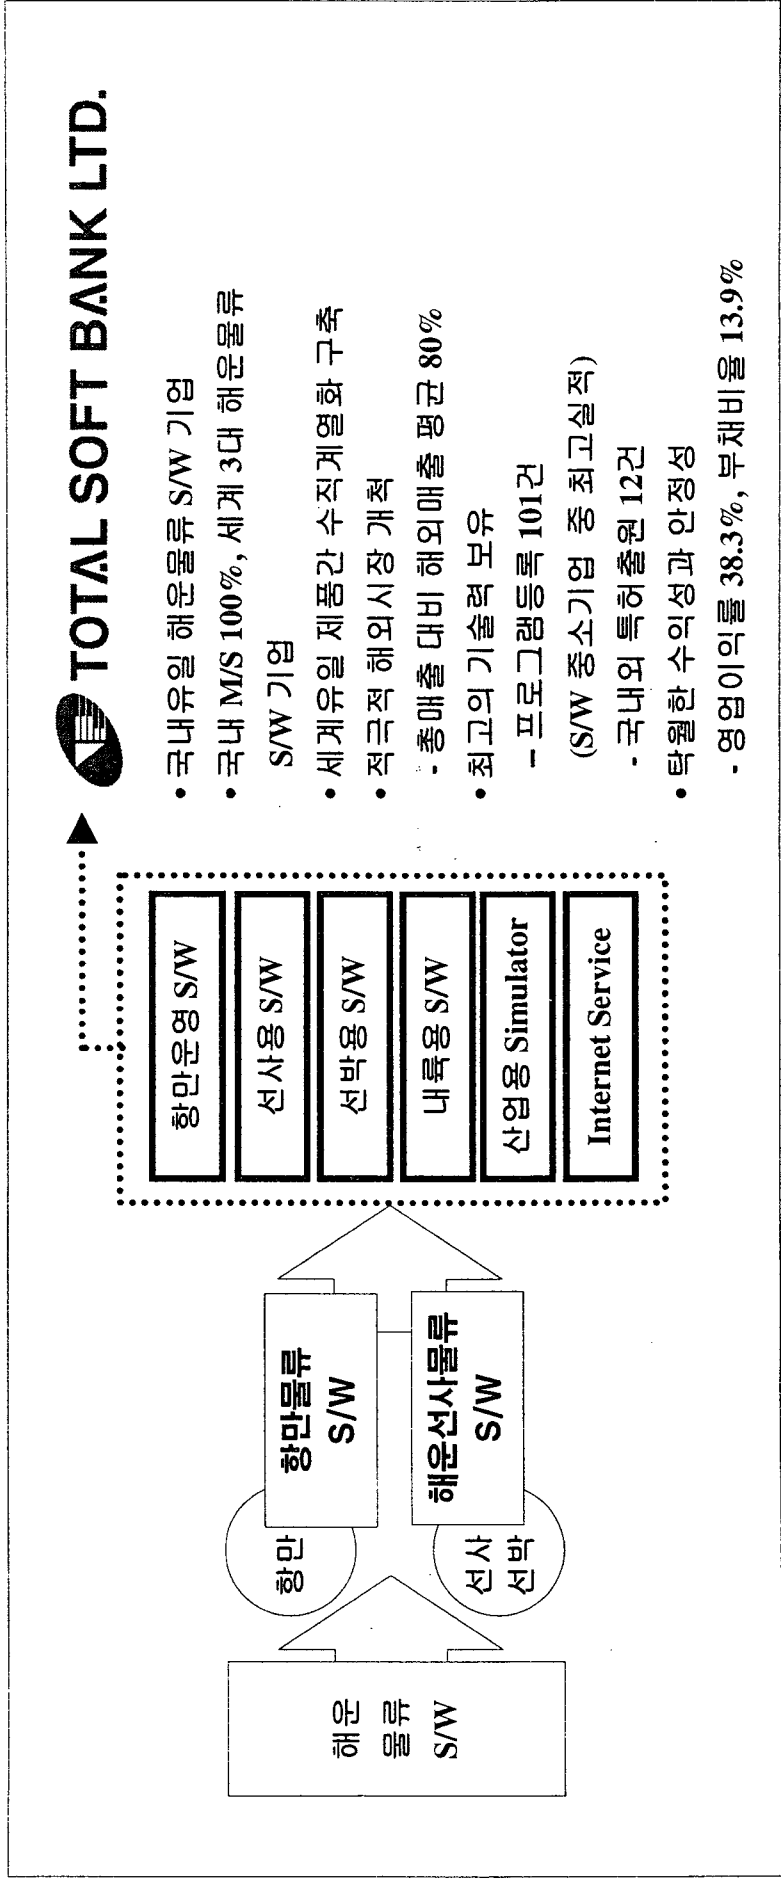 해운
물류
S/W
항만
항만물류
S/W
선사
선박
해운선사물류
S/W
항만운영 S/W
선사용 S/W
선박용 S/W
내륙용 S/W
산업용 Simulator
Internet Service
TOTAL SOFT BANK LTD.
• 국내유일 해운물류 S/W 기업
• 국내 M/S 100%, 세계 3대 해운물류
S/W 기업
• 세계유일 제품간 수직계열화 구축
• 적극적 해외시장 개척
- 총매출 대비 해외매출 평균 80%
• 최고의 기술력 보유
- 프로그램등록 101건
(S/W 중소기업 중 최고실적)
- 국내외 특허출원 12건
• 탁월한 수익성과 안정성
- 영업이익률 38.3%, 부채비율 13.9%